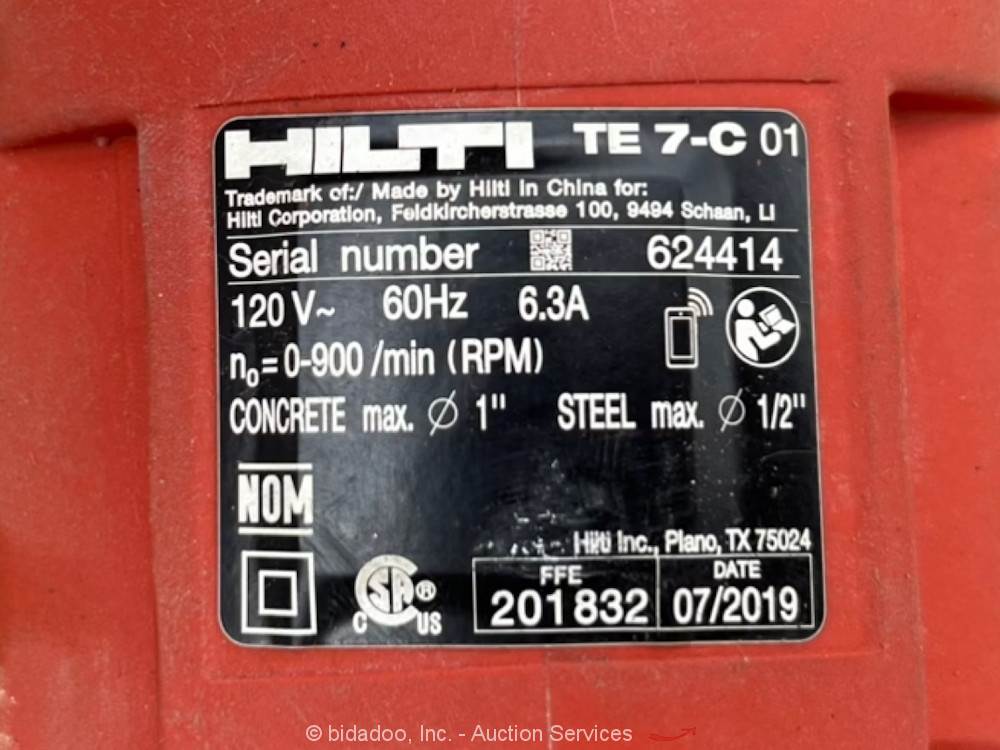 HILTI TE 7-C 01
Trademark of:/ Made by Hilti in China for:
Hilti Corporation, Feldkircherstrasse 100, 9494 Schaan, LI
Serial number 624414
120 V~ 60Hz 6.3A
n₀ = 0-900 /min (RPM)
CONCRETE max. ∅ 1" STEEL max. ∅ 1/2"
NOM
Hilti Inc., Plano, TX 75024
C SA ® C US
FFE DATE
201832 07/2019
© bidadoo, Inc. - Auction Services